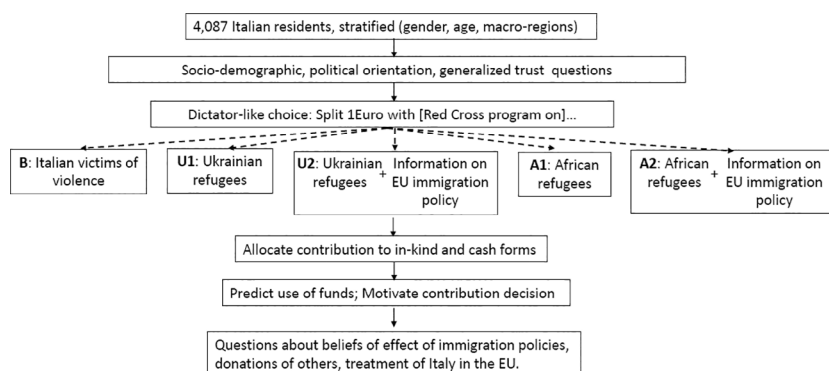 4,087 Italian residents, stratified (gender, age, macro-regions)
Socio-demographic, political orientation, generalized trust questions
Dictator-like choice: Split 1Euro with [Red Cross program on]...
B: Italian victims of
violence
U1: Ukrainian
refugees
U2: Ukrainian
refugees
+
Information on
EU immigration
policy
A1: African
refugees
A2: African
refugees
+
Information on
EU immigration
policy
Allocate contribution to in-kind and cash forms
Predict use of funds; Motivate contribution decision
Questions about beliefs of effect of immigration policies,
donations of others, treatment of Italy in the EU.